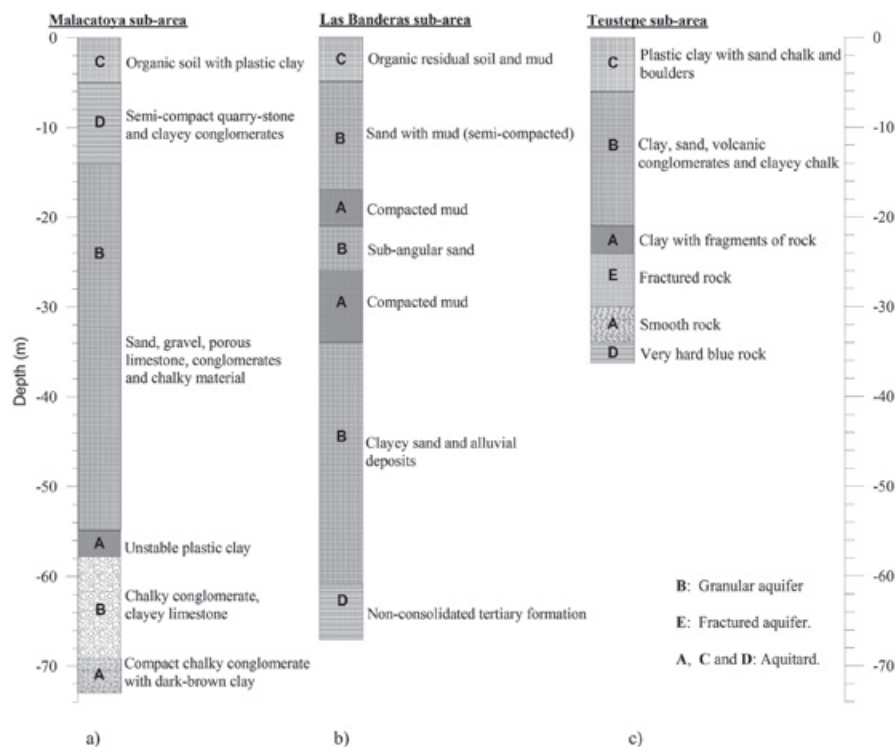 Malacatoya sub-area
Las Banderas sub-area
Teustepe sub-area
0
-10
-20
-30
-40
-50
-60
-70
Depth (m)
C
Organic soil with plastic clay
D
Semi-compact quarry-stone
and clayey conglomerates
B
Sand, gravel, porous
limestone, conglomerates
and chalky material
A
Unstable plastic clay
B
Chalky conglomerate,
clayey limestone
A
Compact chalky conglomerate
with dark-brown clay
a)
C
Organic residual soil and mud
B
Sand with mud (semi-compacted)
A
Compacted mud
B
Sub-angular sand
A
Compacted mud
B
Clayey sand and alluvial
deposits
D
Non-consolidated tertiary formation
b)
C
Plastic clay with sand chalk and
boulders
B
Clay, sand, volcanic
conglomerates and clayey chalk
A
Clay with fragments of rock
E
Fractured rock
A
Smooth rock
D
Very hard blue rock
c)
0
-10
-20
-30
-40
-50
-60
-70
B: Granular aquifer
E: Fractured aquifer.
A, C and D: Aquitard.